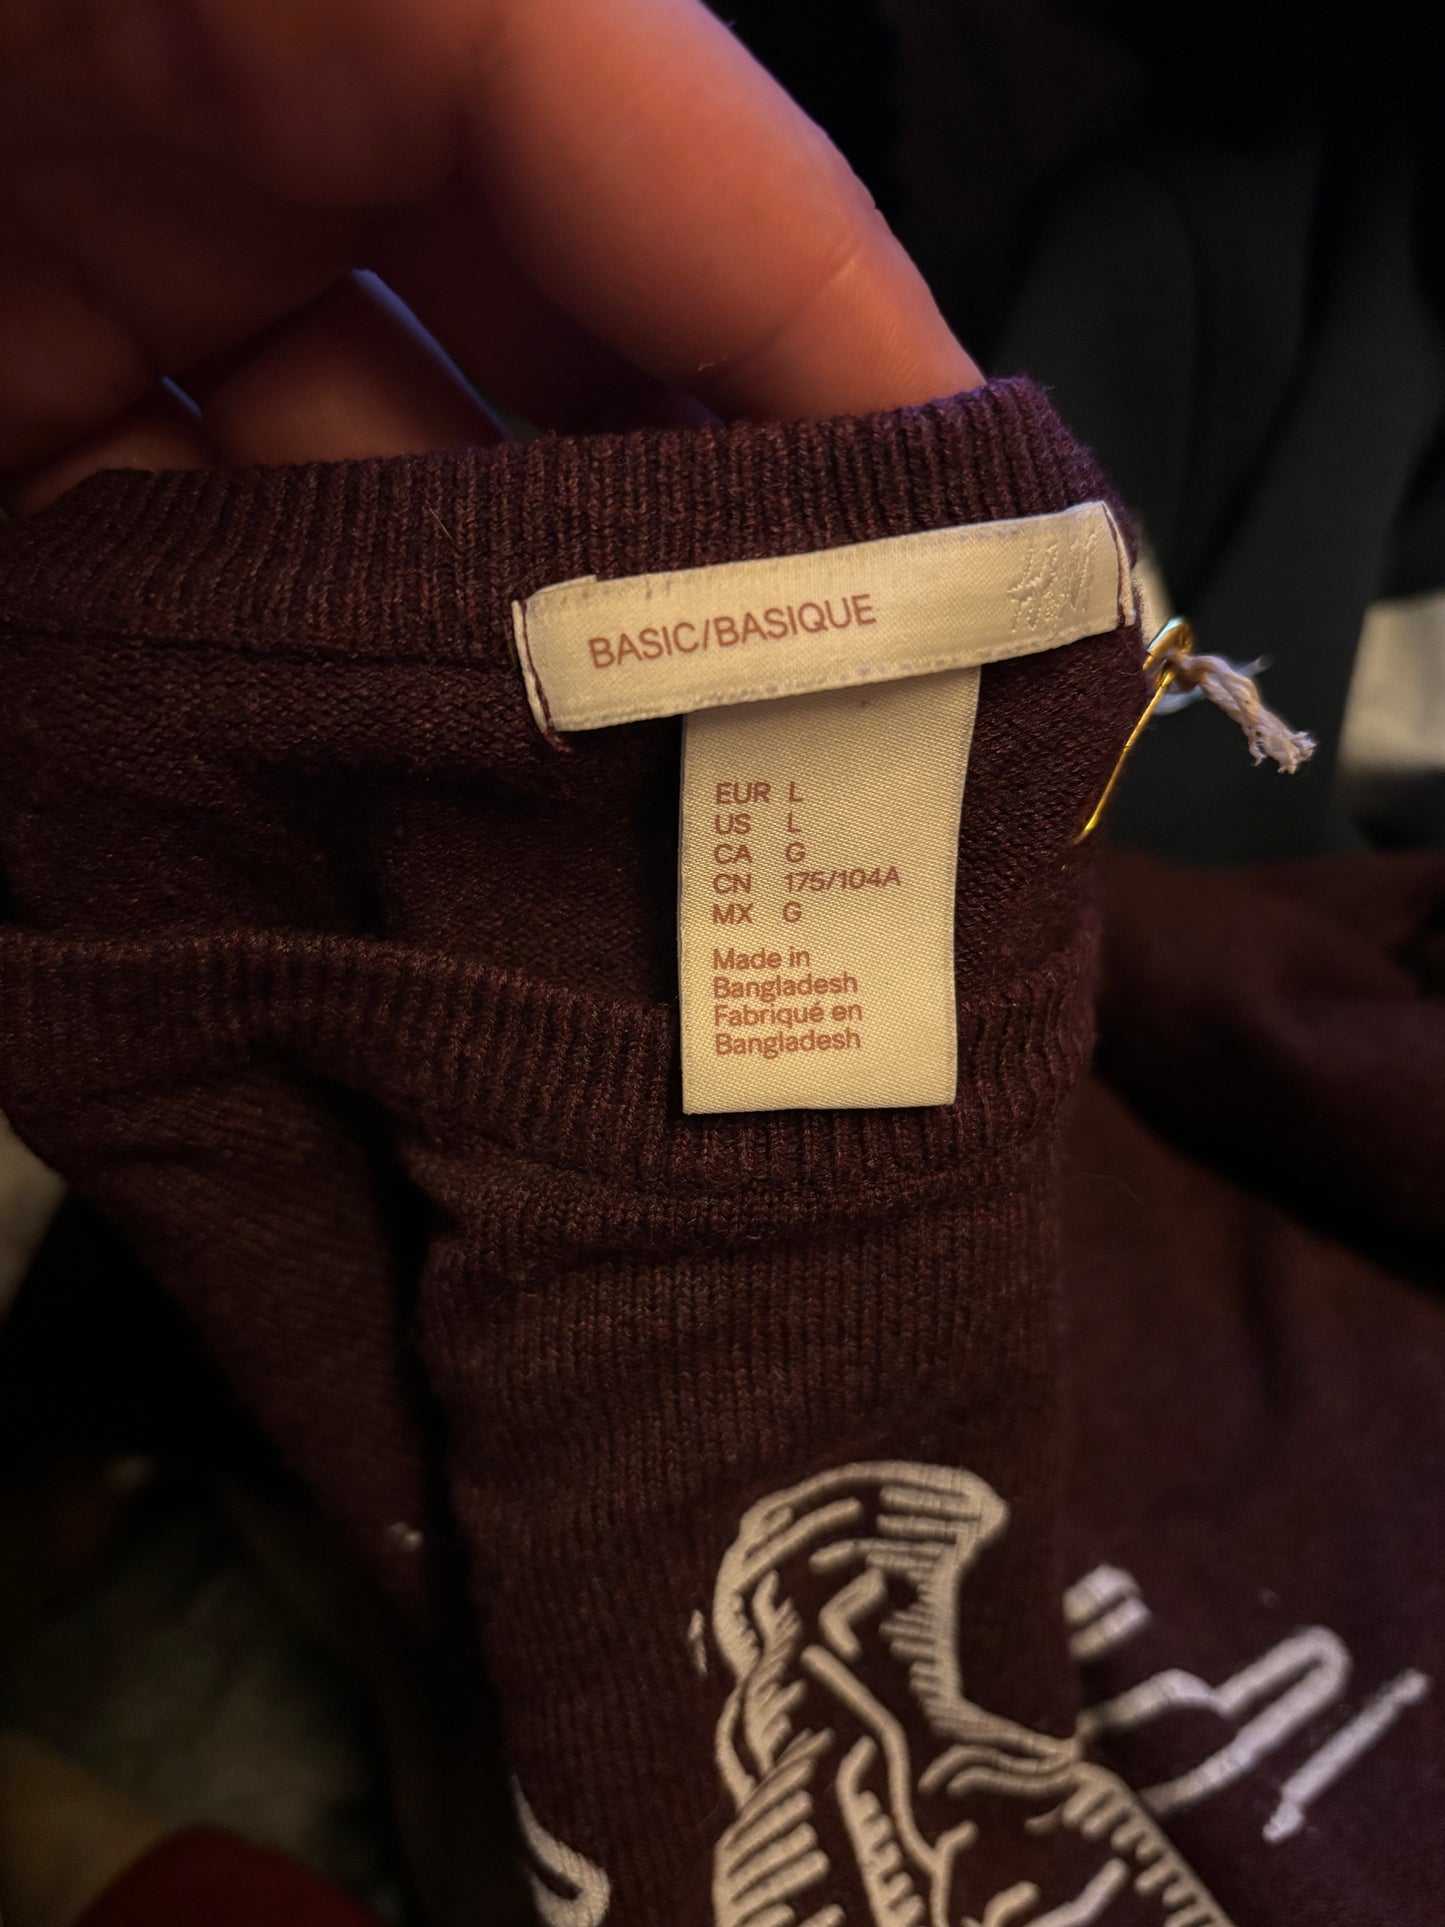 BASIC/BASIQUE H&M
EUR L
US L
CA G
CN 175/104A
MX G
Made in
Bangladesh
Fabriqué en
Bangladesh